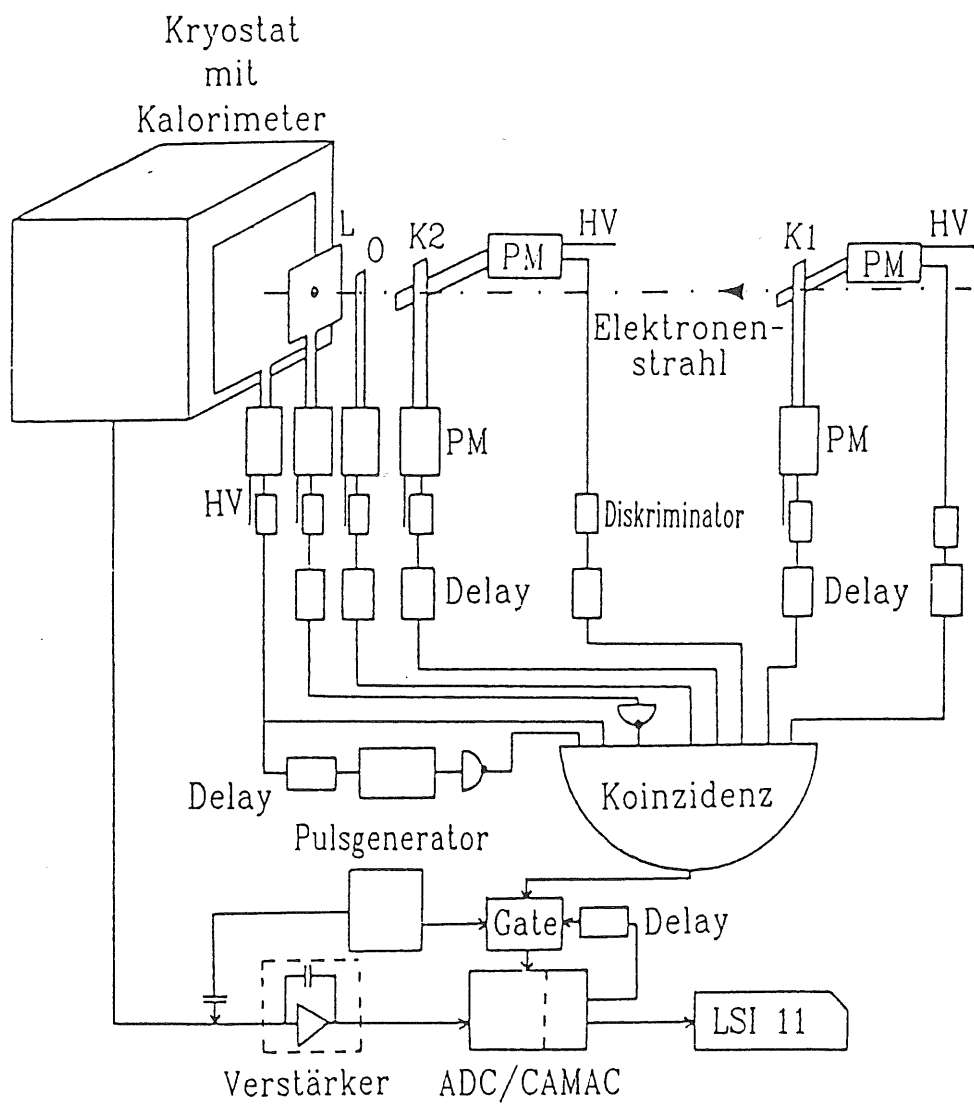 Kryostat
mit
Kalorimeter
L
O
K2
PM
HV
K1
PM
HV
Elektronen-
strahl
PM
PM
HV
Diskriminator
Delay
Delay
Delay
Koinzidenz
Pulsgenerator
Gate
Delay
LSI 11
Verstärker
ADC/CAMAC